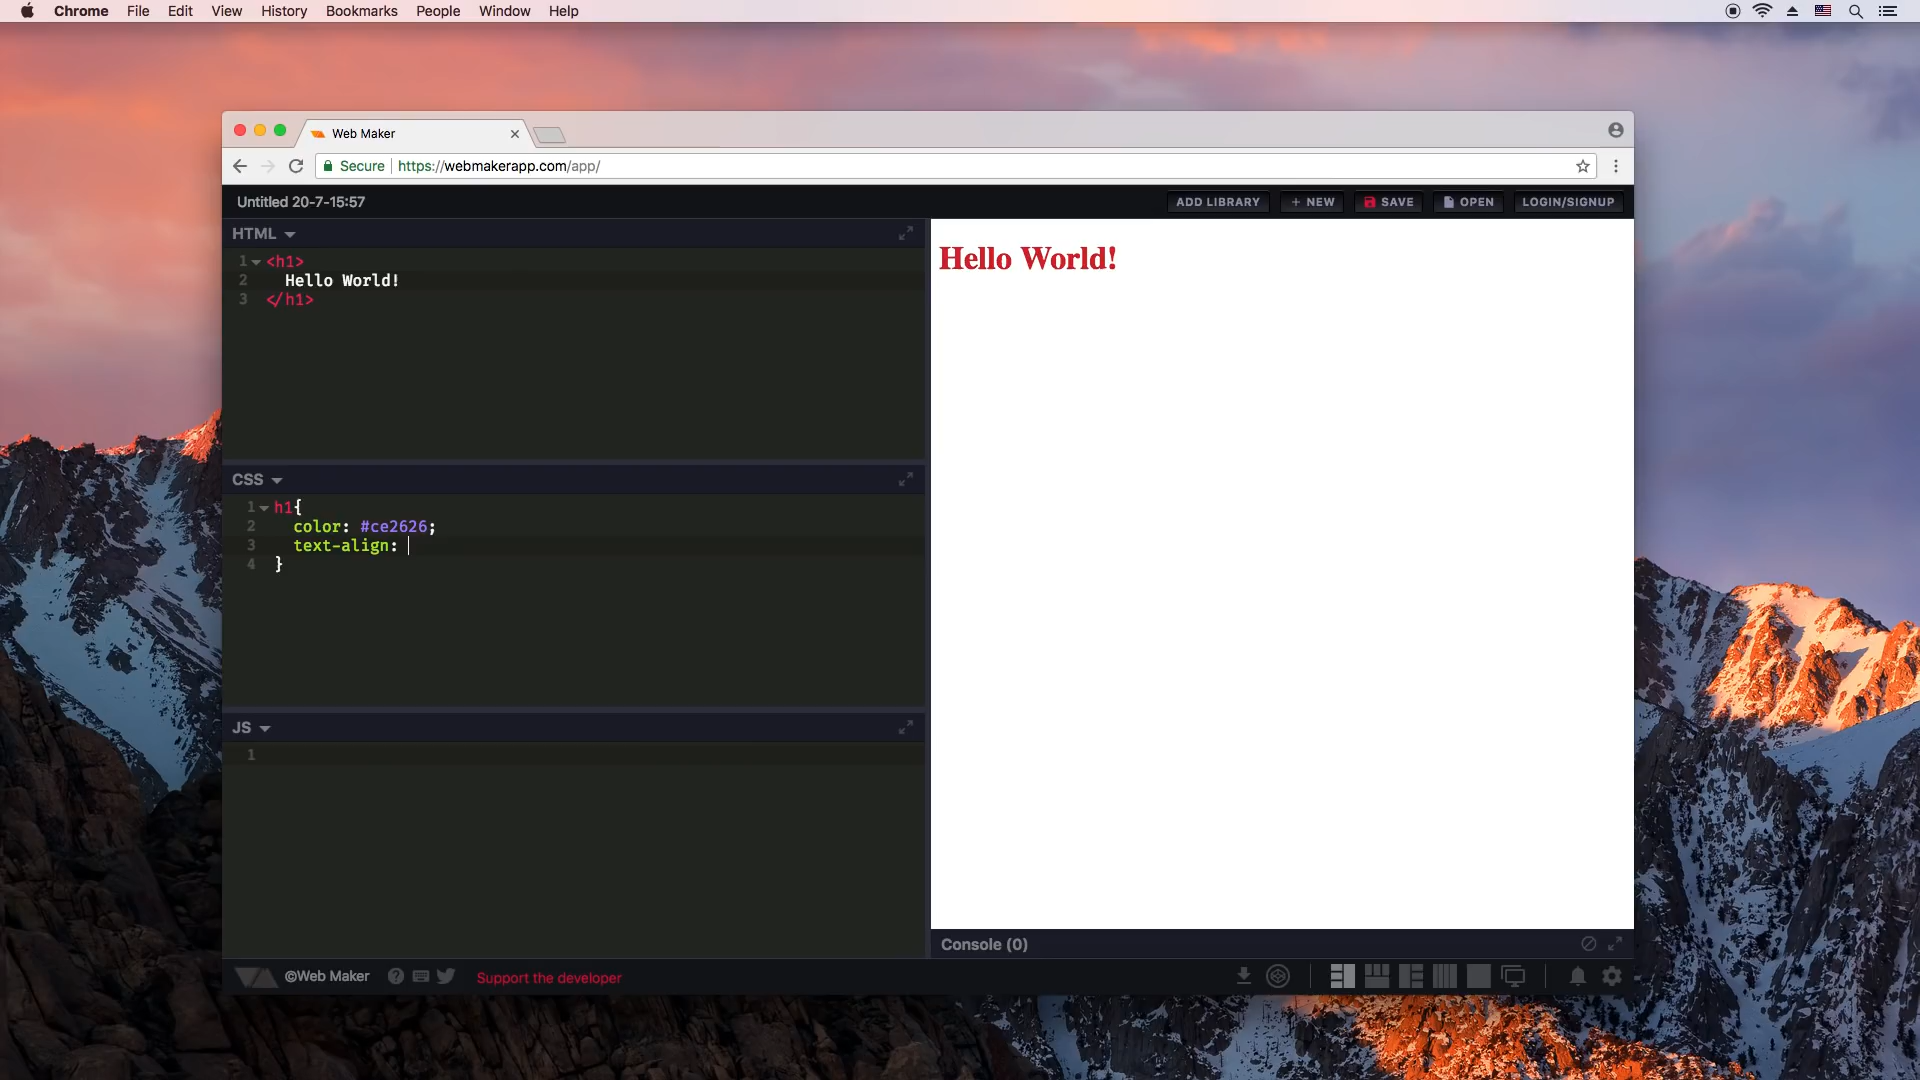 Chrome File Edit View History Bookmarks People Window Help
Web Maker
Secure https://webmakerapp.com/app/
Untitled 20-7-15:57
ADD LIBRARY + NEW SAVE OPEN LOGIN/SIGNUP
HTML
1 <h1>
2 Hello World!
3 </h1>
Hello World!
CSS
1 h1{
2 color: #ce2626;
3 text-align:
4 }
JS
1
Console (0)
©Web Maker ? Support the developer